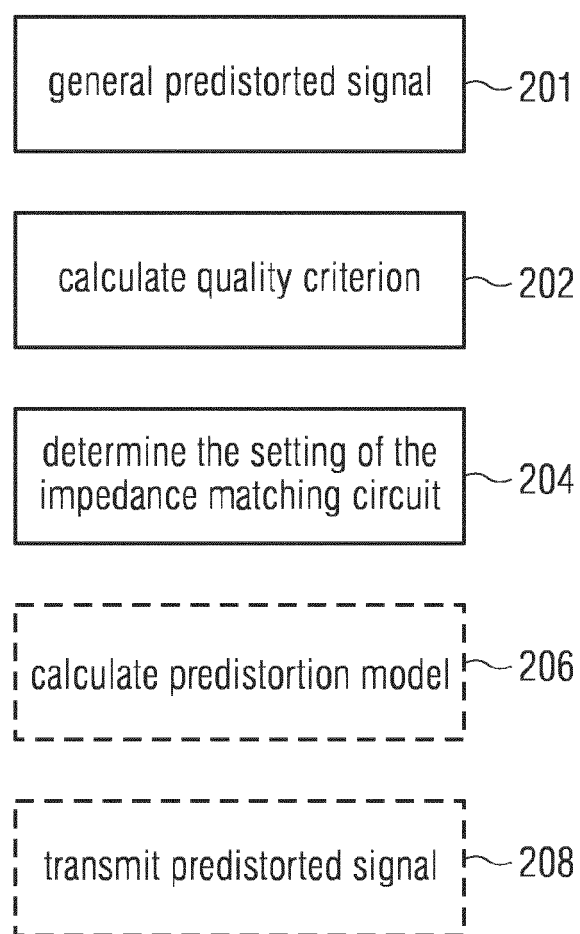 general predistorted signal
201
calculate quality criterion
202
determine the setting of the
impedance matching circuit
204
calculate predistortion model
206
transmit predistorted signal
208